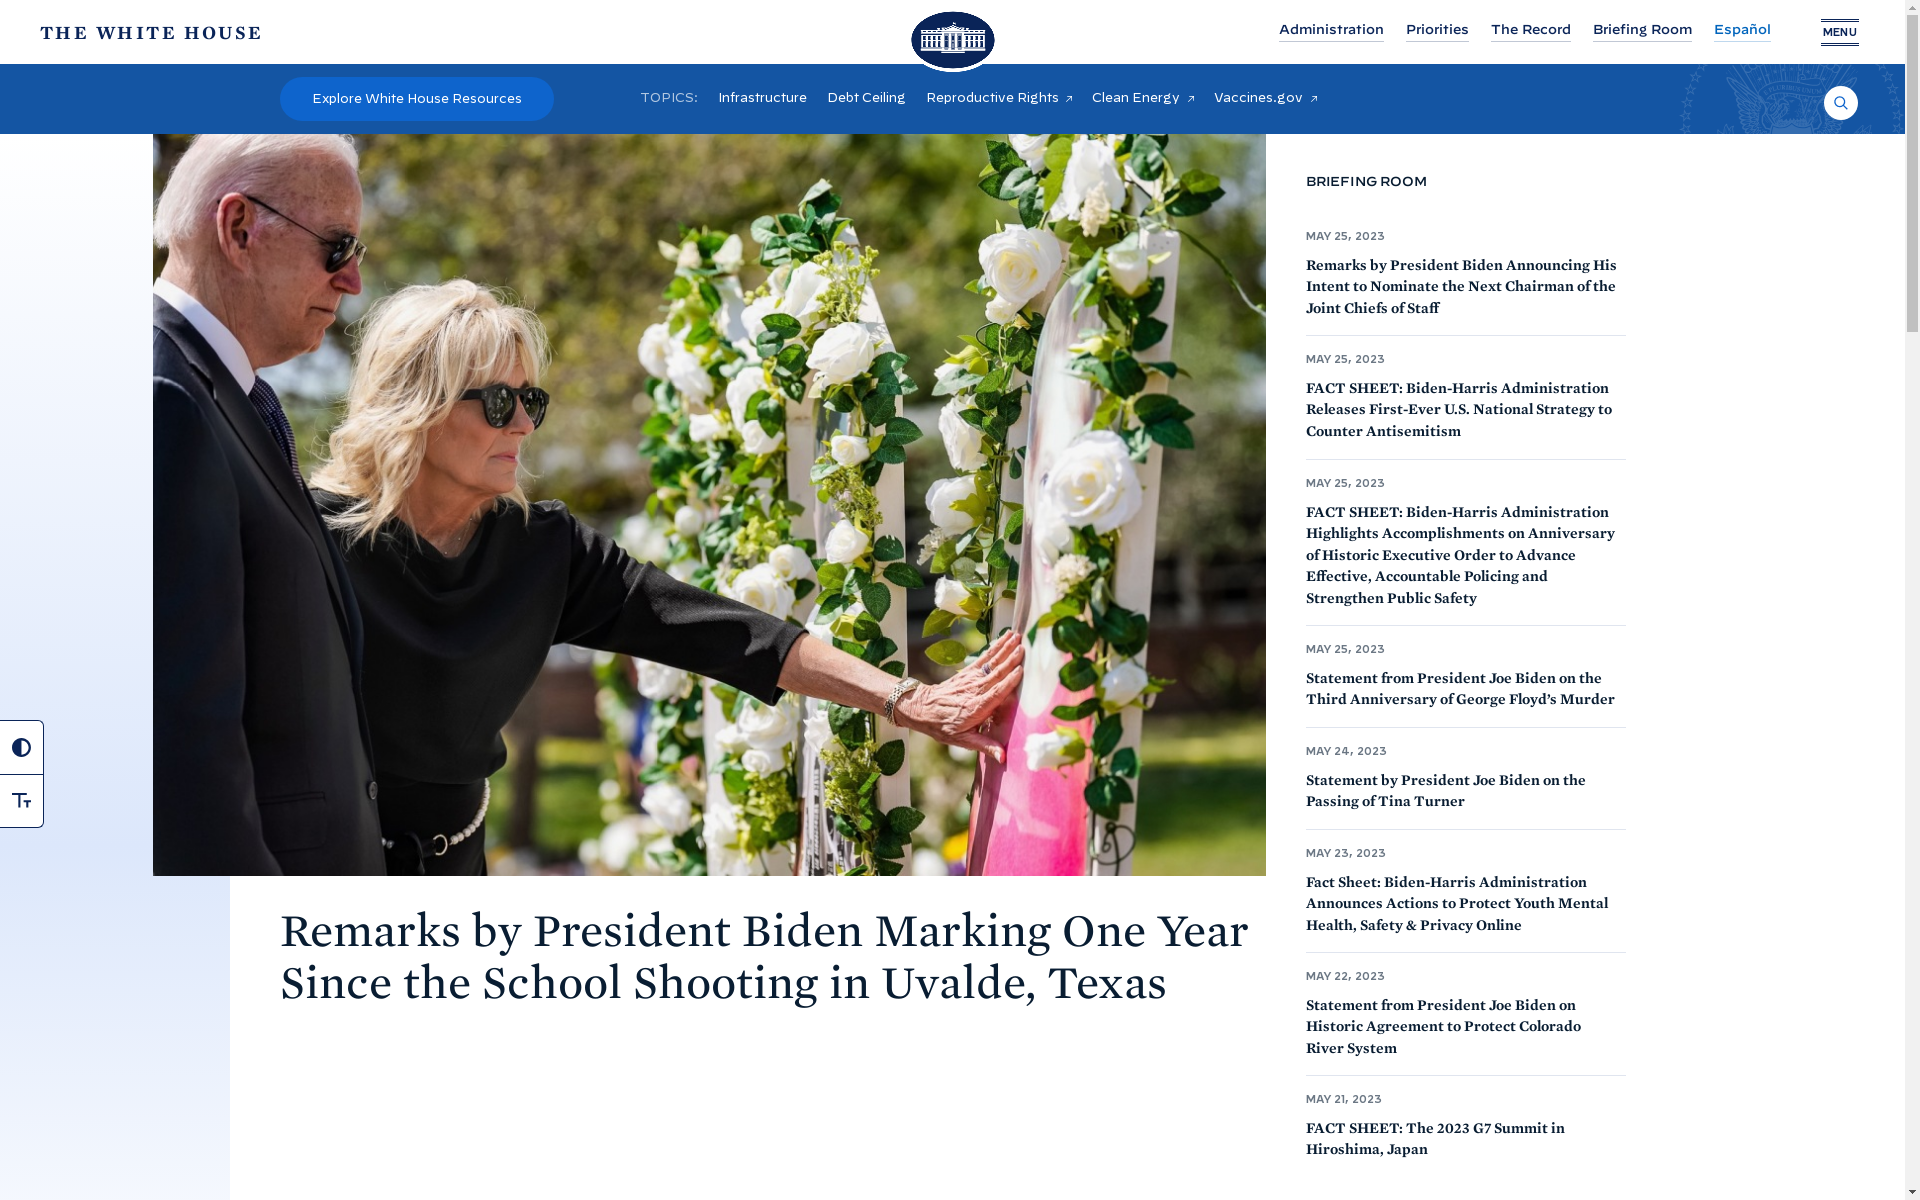 THE WHITE HOUSE
Administration
Priorities
The Record
Briefing Room
Español
MENU
Explore White House Resources
TOPICS:
Infrastructure
Debt Ceiling
Reproductive Rights
Clean Energy
Vaccines.gov
BRIEFING ROOM
MAY 25, 2023
Remarks by President Biden Announcing His
Intent to Nominate the Next Chairman of the
Joint Chiefs of Staff
MAY 25, 2023
FACT SHEET: Biden-Harris Administration
Releases First-Ever U.S. National Strategy to
Counter Antisemitism
MAY 25, 2023
FACT SHEET: Biden-Harris Administration
Highlights Accomplishments on Anniversary
of Historic Executive Order to Advance
Effective, Accountable Policing and
Strengthen Public Safety
MAY 25, 2023
Statement from President Joe Biden on the
Third Anniversary of George Floyd’s Murder
MAY 24, 2023
Statement by President Joe Biden on the
Passing of Tina Turner
MAY 23, 2023
Fact Sheet: Biden-Harris Administration
Announces Actions to Protect Youth Mental
Health, Safety & Privacy Online
MAY 22, 2023
Statement from President Joe Biden on
Historic Agreement to Protect Colorado
River System
MAY 21, 2023
FACT SHEET: The 2023 G7 Summit in
Hiroshima, Japan
Remarks by President Biden Marking One Year
Since the School Shooting in Uvalde, Texas